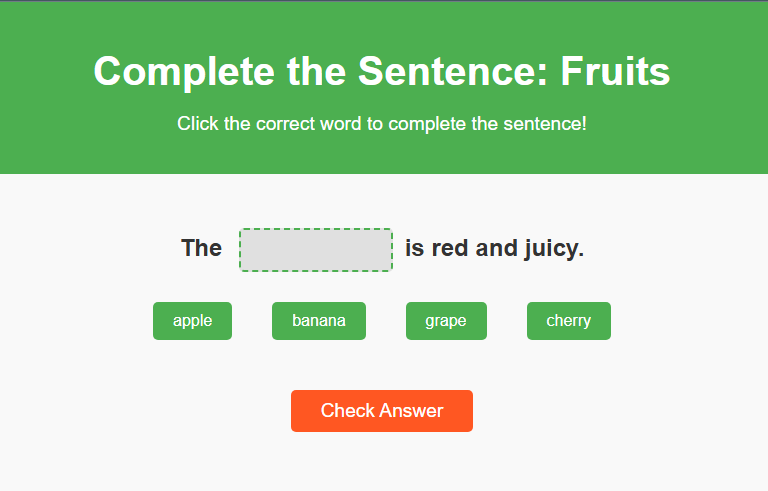 Complete the Sentence: Fruits
Click the correct word to complete the sentence!
The is red and juicy.
apple banana grape cherry
Check Answer